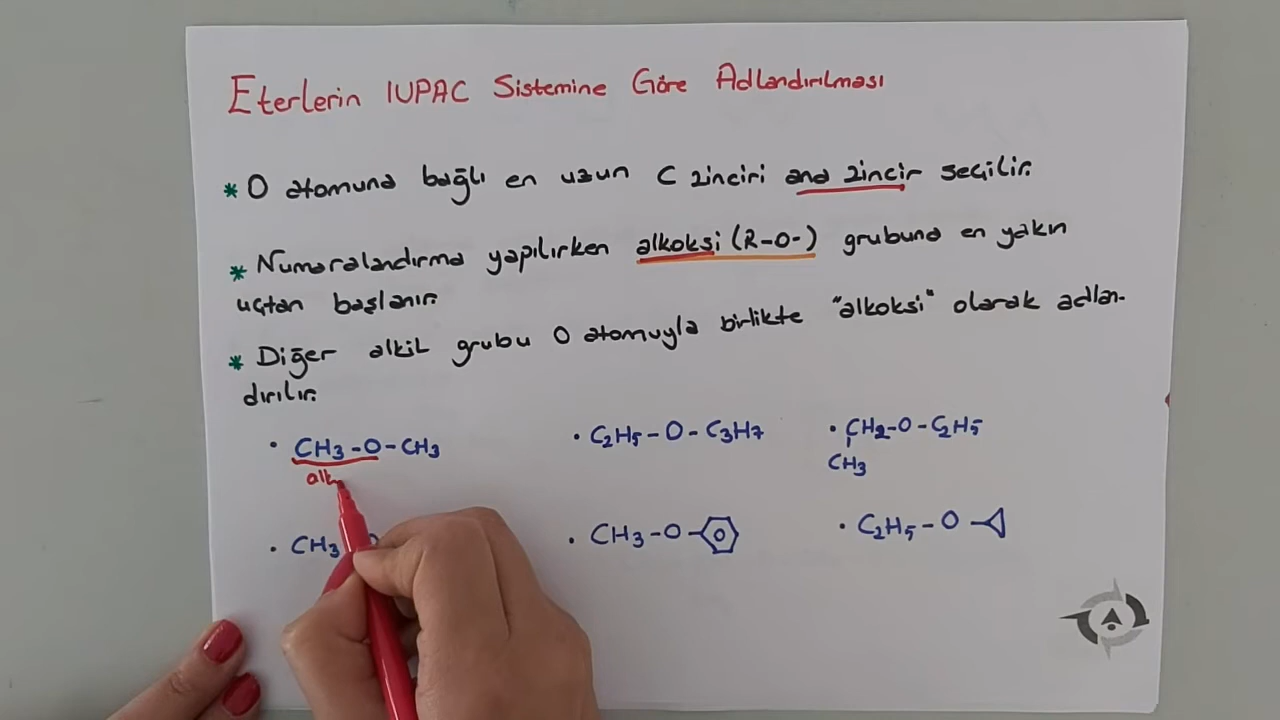 Eterlerin IUPAC Sistemine Göre Adlandırılması
* O atomuna bağlı en uzun C zinciri ana zincir seçilir.
* Numaralandırma yapılırken alkoksi (R-O-) grubuna en yakın
uçtan başlanır.
* Diğer alkil grubu O atomuyla birlikte "alkoksi" olarak adlan-
dırılır.
• CH3-O-CH3 • C2H5-O-C3H7 • CH2-O-C2H5
alk CH3
• CH3 • CH3-O- • C2H5-O-